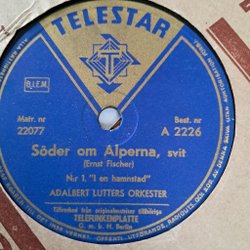 TELESTAR
B.I.E.M.
Matr. nr
22077
Best. nr
A 2226
Söder om Alperna, svit
(Ernst Fischer)
Nr 1. "I en hamnstad"
ADALBERT LUTTERS ORKESTER
Tillverkad från originalmatriser tillhöriga
TELEFUNKENPLATTE
G. m. b. H. Berlin